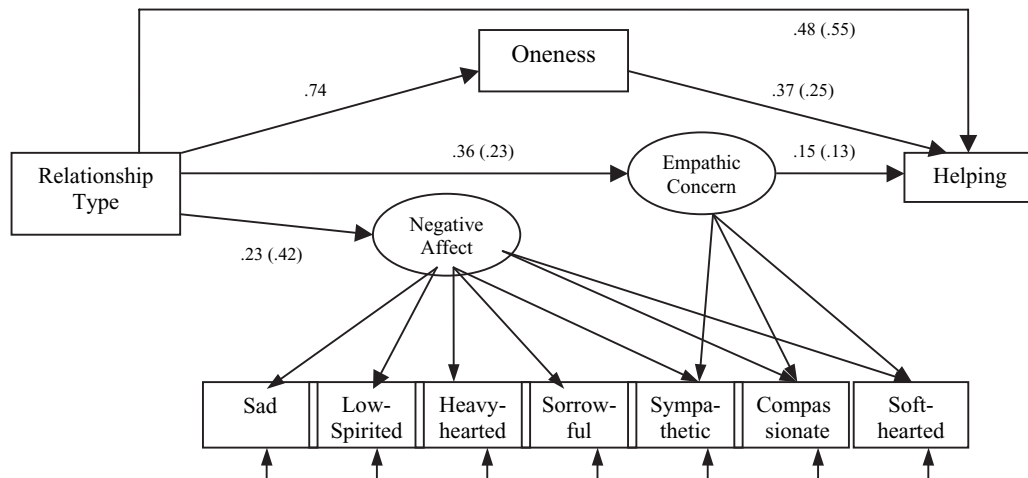 .48 (.55)
Oneness
.74
.37 (.25)
.36 (.23)
.15 (.13)
Relationship
Type
Empathic
Concern
Helping
Negative
Affect
.23 (.42)
Sad
Low-
Spirited
Heavy-
hearted
Sorrow-
ful
Sympa-
thetic
Compas
sionate
Soft-
hearted